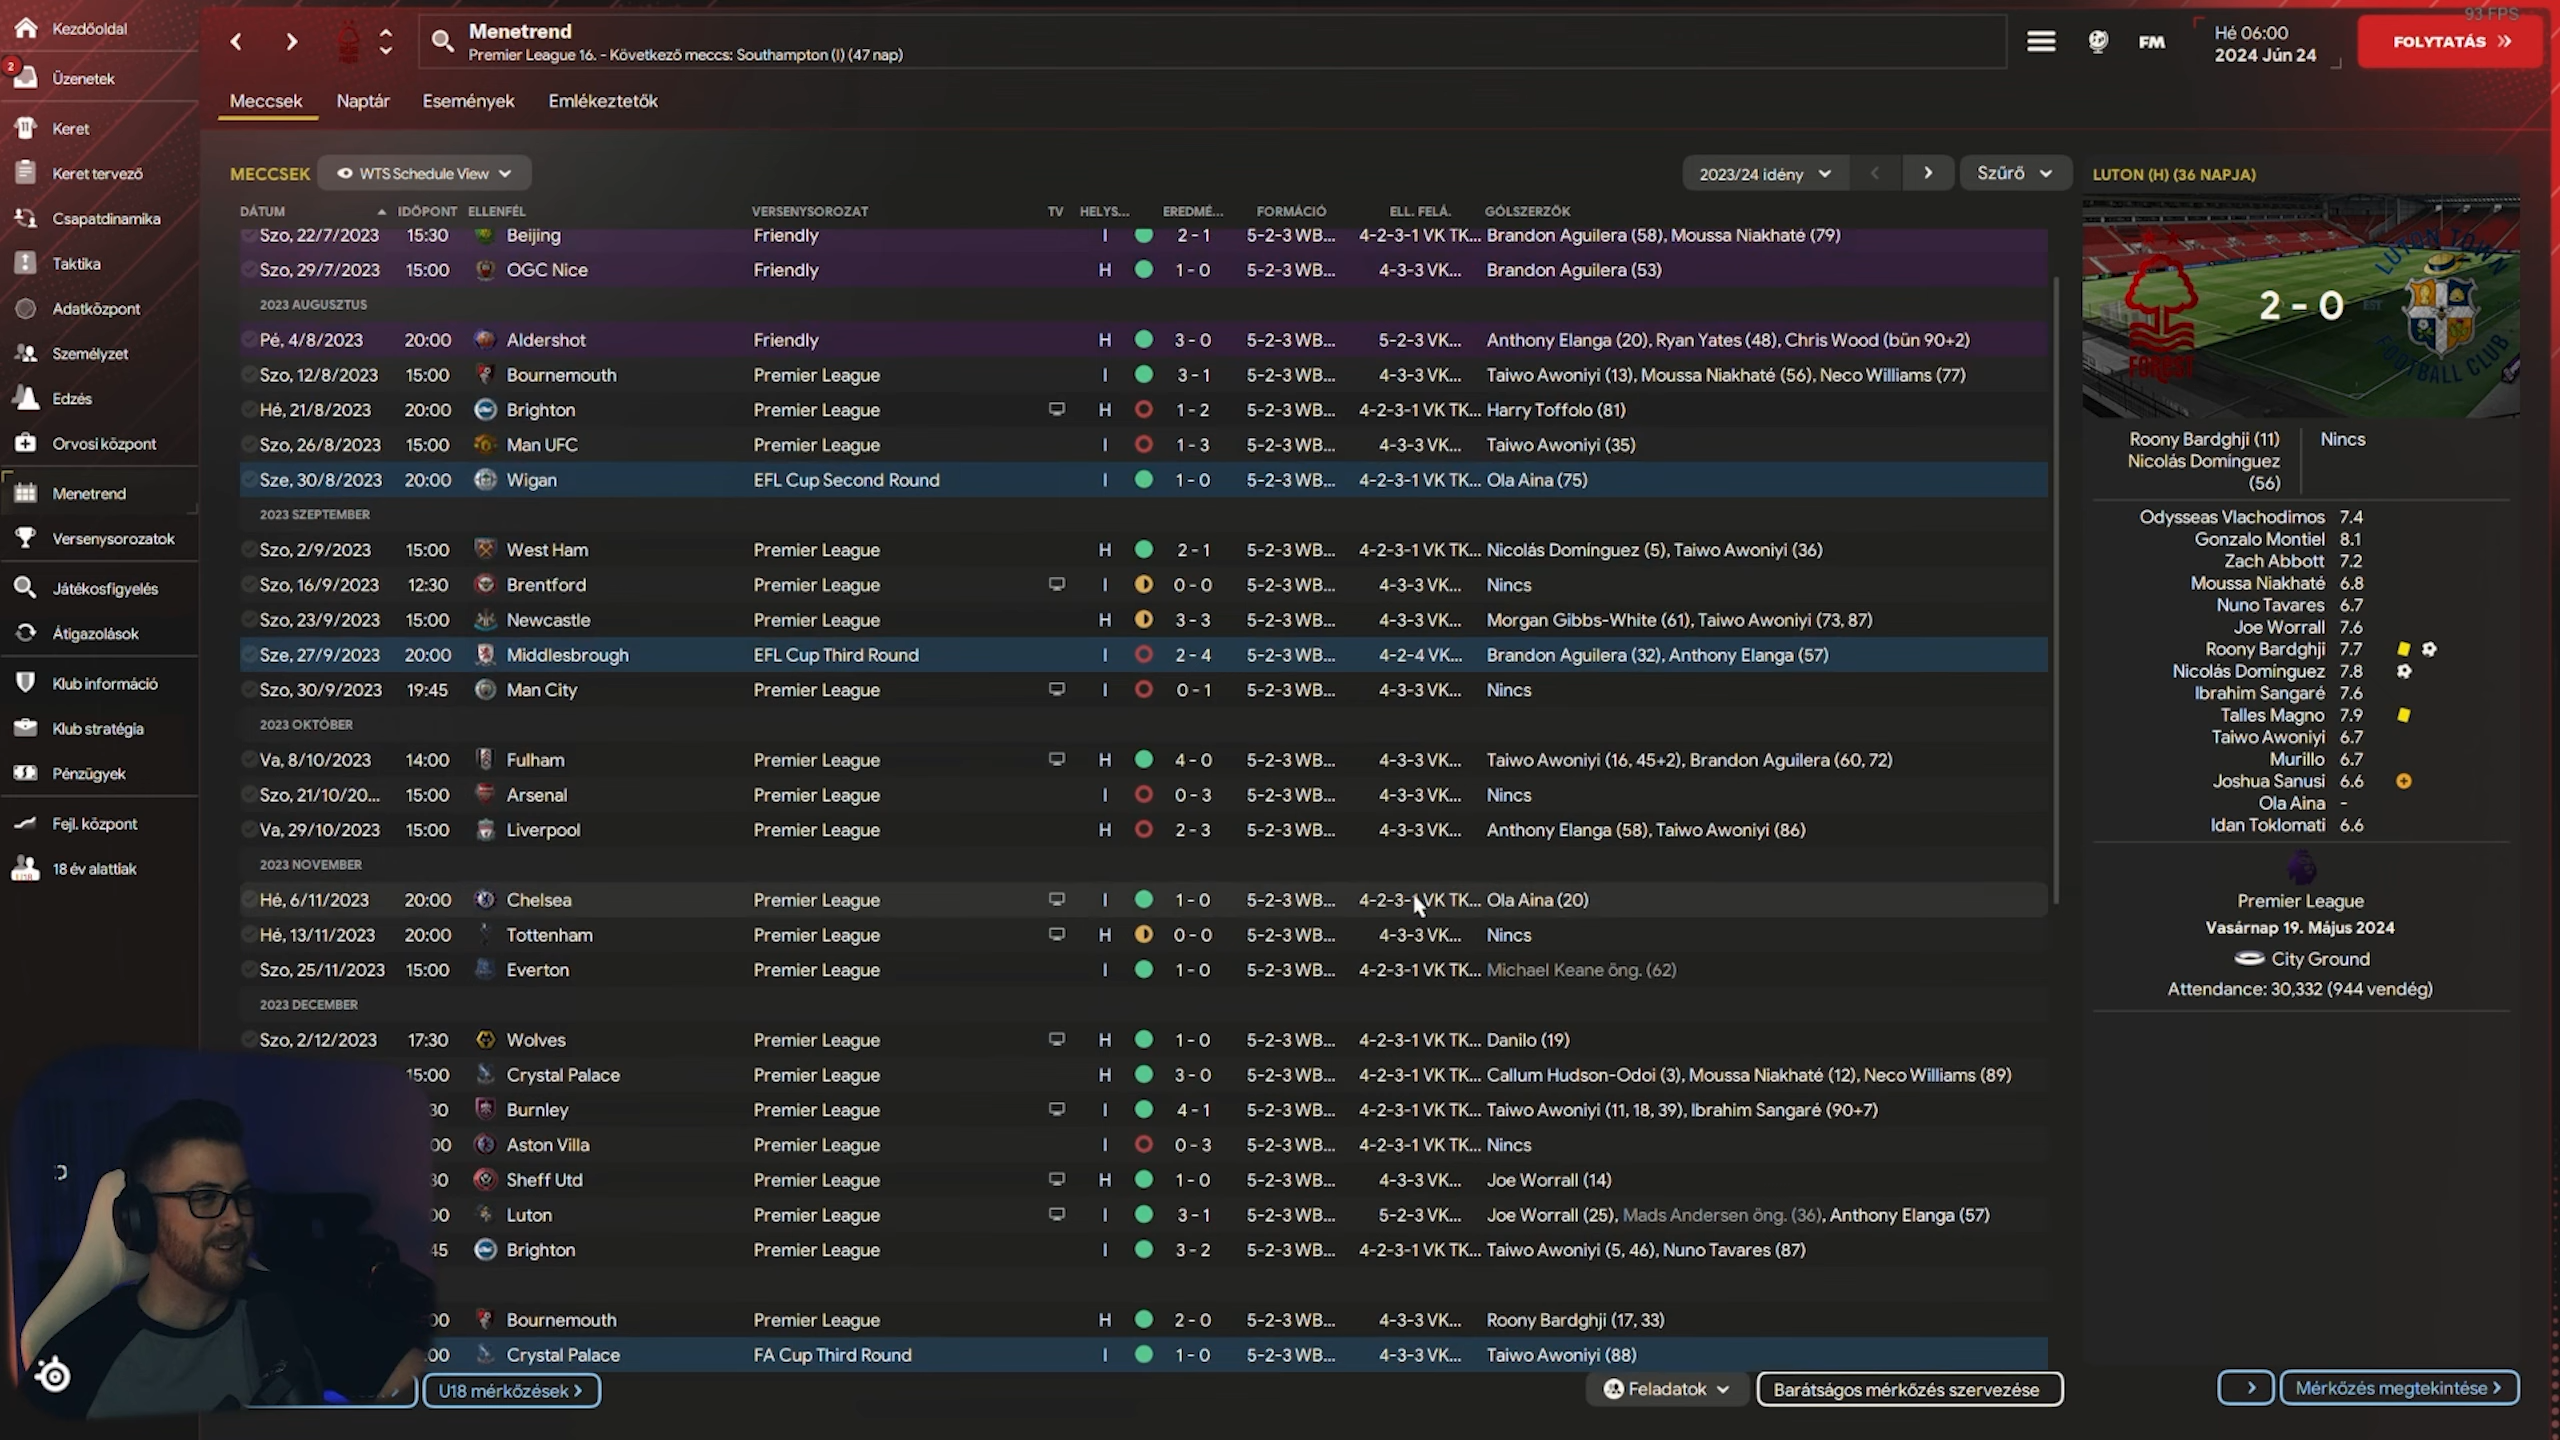 93 FPS
Kezdőoldal
Menetrend
Premier League 16. - Következő meccs: Southampton (I) (47 nap)
FM
Hé 06:00
2024 Jún 24
FOLYTATÁS
2
Üzenetek
Meccsek Naptár Események Emlékeztetők
Keret
Keret tervező
Csapatdinamika
Taktika
Adatközpont
Személyzet
Edzés
Orvosi központ
Menetrend
Versenysorozatok
Játékosfigyelés
Átigazolások
Klub információ
Klub stratégia
Pénzügyek
Fejl. központ
18 év alattiak
MECCSEK WTS Schedule View 2023/24 idény Szűrő
DÁTUM IDŐPONT ELLENFÉL VERSENYSOROZAT TV HELYS... EREDMÉ... FORMÁCIÓ ELL. FELÁ. GÓLSZERZŐK
Szo, 22/7/2023 15:30 Beijing Friendly I 2 - 1 5-2-3 WB... 4-2-3-1 VK TK... Brandon Aguilera (58), Moussa Niakhaté (79)
Szo, 29/7/2023 15:00 OGC Nice Friendly H 1 - 0 5-2-3 WB... 4-3-3 VK... Brandon Aguilera (53)
2023 AUGUSZTUS
Pé, 4/8/2023 20:00 Aldershot Friendly H 3 - 0 5-2-3 WB... 5-2-3 VK... Anthony Elanga (20), Ryan Yates (48), Chris Wood (bün 90+2)
Szo, 12/8/2023 15:00 Bournemouth Premier League I 3 - 1 5-2-3 WB... 4-3-3 VK... Taiwo Awoniyi (13), Moussa Niakhaté (56), Neco Williams (77)
Hé, 21/8/2023 20:00 Brighton Premier League H 1 - 2 5-2-3 WB... 4-2-3-1 VK TK... Harry Toffolo (81)
Szo, 26/8/2023 15:00 Man UFC Premier League I 1 - 3 5-2-3 WB... 4-3-3 VK... Taiwo Awoniyi (35)
Sze, 30/8/2023 20:00 Wigan EFL Cup Second Round I 1 - 0 5-2-3 WB... 4-2-3-1 VK TK... Ola Aina (75)
2023 SZEPTEMBER
Szo, 2/9/2023 15:00 West Ham Premier League H 2 - 1 5-2-3 WB... 4-2-3-1 VK TK... Nicolás Domínguez (5), Taiwo Awoniyi (36)
Szo, 16/9/2023 12:30 Brentford Premier League I 0 - 0 5-2-3 WB... 4-3-3 VK... Nincs
Szo, 23/9/2023 15:00 Newcastle Premier League H 3 - 3 5-2-3 WB... 4-3-3 VK... Morgan Gibbs-White (61), Taiwo Awoniyi (73, 87)
Sze, 27/9/2023 20:00 Middlesbrough EFL Cup Third Round I 2 - 4 5-2-3 WB... 4-2-4 VK... Brandon Aguilera (32), Anthony Elanga (57)
Szo, 30/9/2023 19:45 Man City Premier League I 0 - 1 5-2-3 WB... 4-3-3 VK... Nincs
2023 OKTÓBER
Va, 8/10/2023 14:00 Fulham Premier League H 4 - 0 5-2-3 WB... 4-3-3 VK... Taiwo Awoniyi (16, 45+2), Brandon Aguilera (60, 72)
Szo, 21/10/20... 15:00 Arsenal Premier League I 0 - 3 5-2-3 WB... 4-3-3 VK... Nincs
Va, 29/10/2023 15:00 Liverpool Premier League H 2 - 3 5-2-3 WB... 4-3-3 VK... Anthony Elanga (58), Taiwo Awoniyi (86)
2023 NOVEMBER
Hé, 6/11/2023 20:00 Chelsea Premier League I 1 - 0 5-2-3 WB... 4-2-3-1 VK TK... Ola Aina (20)
Hé, 13/11/2023 20:00 Tottenham Premier League H 0 - 0 5-2-3 WB... 4-3-3 VK... Nincs
Szo, 25/11/2023 15:00 Everton Premier League I 1 - 0 5-2-3 WB... 4-2-3-1 VK TK... Michael Keane öng. (62)
2023 DECEMBER
Szo, 2/12/2023 17:30 Wolves Premier League H 1 - 0 5-2-3 WB... 4-2-3-1 VK TK... Danilo (19)
15:00 Crystal Palace Premier League H 3 - 0 5-2-3 WB... 4-2-3-1 VK TK... Callum Hudson-Odoi (3), Moussa Niakhaté (12), Neco Williams (89)
30 Burnley Premier League I 4 - 1 5-2-3 WB... 4-2-3-1 VK TK... Taiwo Awoniyi (11, 18, 39), Ibrahim Sangaré (90+7)
00 Aston Villa Premier League I 0 - 3 5-2-3 WB... 4-2-3-1 VK TK... Nincs
30 Sheff Utd Premier League H 1 - 0 5-2-3 WB... 4-3-3 VK... Joe Worrall (14)
00 Luton Premier League I 3 - 1 5-2-3 WB... 5-2-3 VK... Joe Worrall (25), Mads Andersen öng. (36), Anthony Elanga (57)
45 Brighton Premier League I 3 - 2 5-2-3 WB... 4-2-3-1 VK TK... Taiwo Awoniyi (5, 46), Nuno Tavares (87)
00 Bournemouth Premier League H 2 - 0 5-2-3 WB... 4-3-3 VK... Roony Bardghji (17, 33)
:00 Crystal Palace FA Cup Third Round I 1 - 0 5-2-3 WB... 4-3-3 VK... Taiwo Awoniyi (88)
U18 mérkőzések Feladatok Barátságos mérkőzés szervezése Mérkőzés megtekintése
LUTON (H) (36 NAPJA)
FOREST
2 - 0
LUTON TOWN
EST
FOOTBALL CLUB
Roony Bardghji (11) Nincs
Nicolás Domínguez
(56)
Odysseas Vlachodimos 7.4
Gonzalo Montiel 8.1
Zach Abbott 7.2
Moussa Niakhaté 6.8
Nuno Tavares 6.7
Joe Worrall 7.6
Roony Bardghji 7.7
Nicolás Domínguez 7.8
Ibrahim Sangaré 7.6
Talles Magno 7.9
Taiwo Awoniyi 6.7
Murillo 6.7
Joshua Sanusi 6.6
Ola Aina -
Idan Toklomati 6.6
Premier League
Vasárnap 19. Május 2024
City Ground
Attendance: 30,332 (944 vendég)